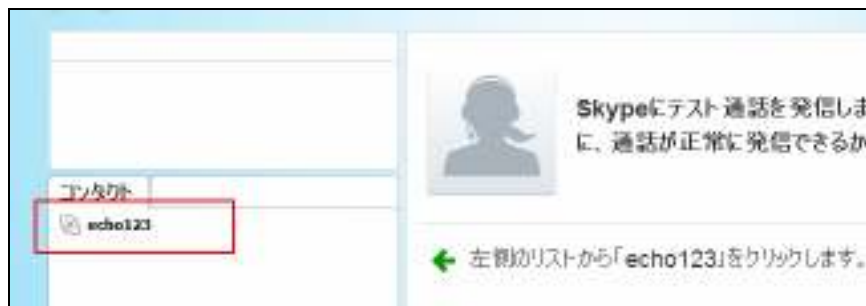 コンタクト
echo123
Skypeにテスト通話を発信しま
に、通話が正常に発信できるか
左側のリストから「echo123」をクリックします。